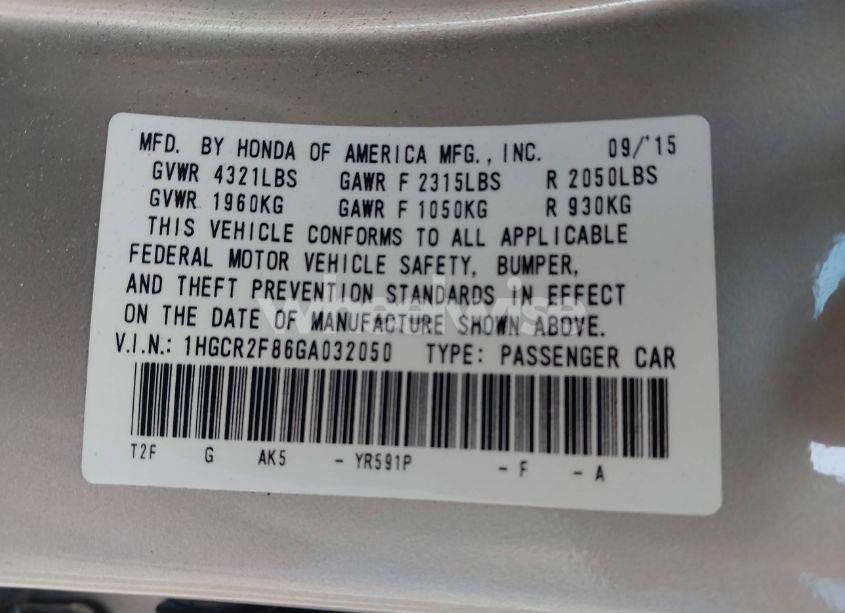 MFD. BY HONDA OF AMERICA MFG., INC. 09/'15
GVWR 4321LBS GAWR F 2315LBS R 2050LBS
GVWR 1960KG GAWR F 1050KG R 930KG
THIS VEHICLE CONFORMS TO ALL APPLICABLE
FEDERAL MOTOR VEHICLE SAFETY, BUMPER,
AND THEFT PREVENTION STANDARDS IN EFFECT
ON THE DATE OF MANUFACTURE SHOWN ABOVE.
V.I.N.: 1HGCR2F86GA032050 TYPE: PASSENGER CAR
T2F G AK5 - YR591P - F - A